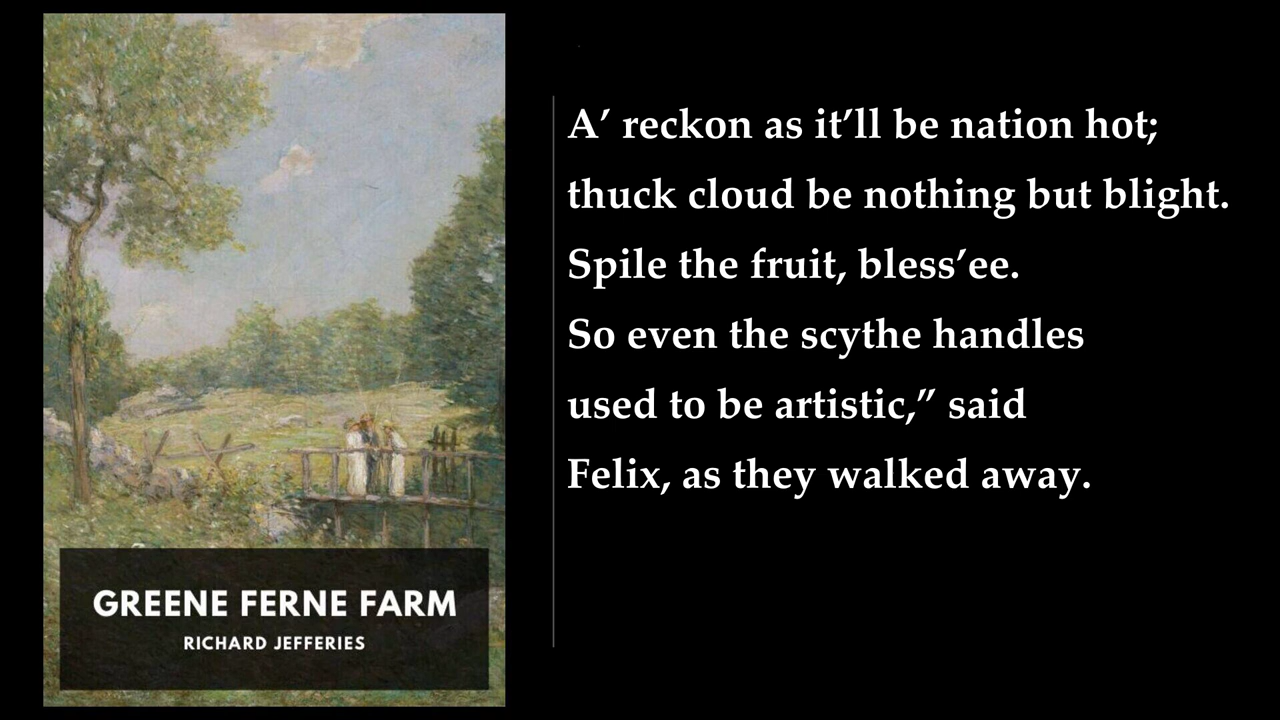 GREENE FERNE FARM
RICHARD JEFFERIES
A’ reckon as it’ll be nation hot;
thuck cloud be nothing but blight.
Spile the fruit, bless’ee.
So even the scythe handles
used to be artistic,” said
Felix, as they walked away.